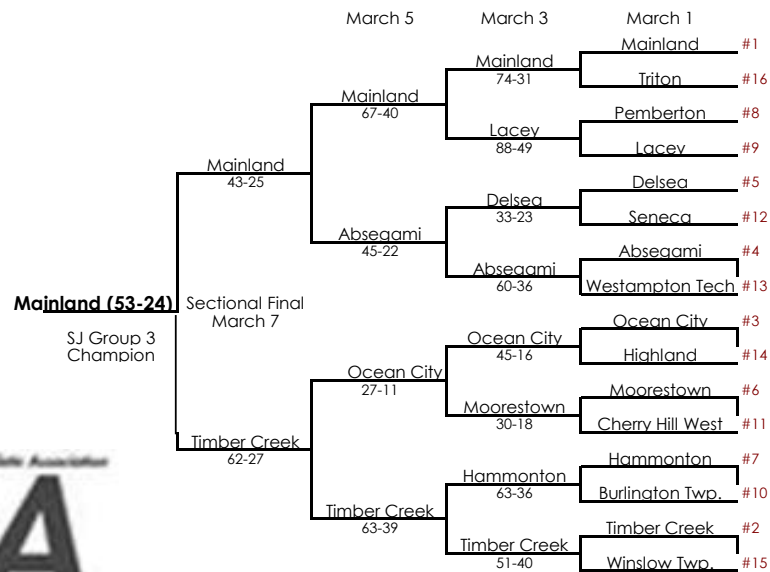 March 5 March 3 March 1
Mainland #1
Mainland
74-31
Triton #16
Mainland
67-40
Pemberton #8
Lacey
88-49
Lacey #9
Mainland
43-25
Delsea #5
Delsea
33-23
Seneca #12
Absegami
45-22
Absegami #4
Absegami
60-36
Westampton Tech #13
Mainland (53-24)
Sectional Final
March 7
SJ Group 3
Champion
Ocean City #3
Ocean City
45-16
Highland #14
Ocean City
27-11
Moorestown #6
Moorestown
30-18
Cherry Hill West #11
Timber Creek
62-27
Hammonton #7
Hammonton
63-36
Burlington Twp. #10
Timber Creek
63-39
Timber Creek #2
Timber Creek
51-40
Winslow Twp. #15
Association
A